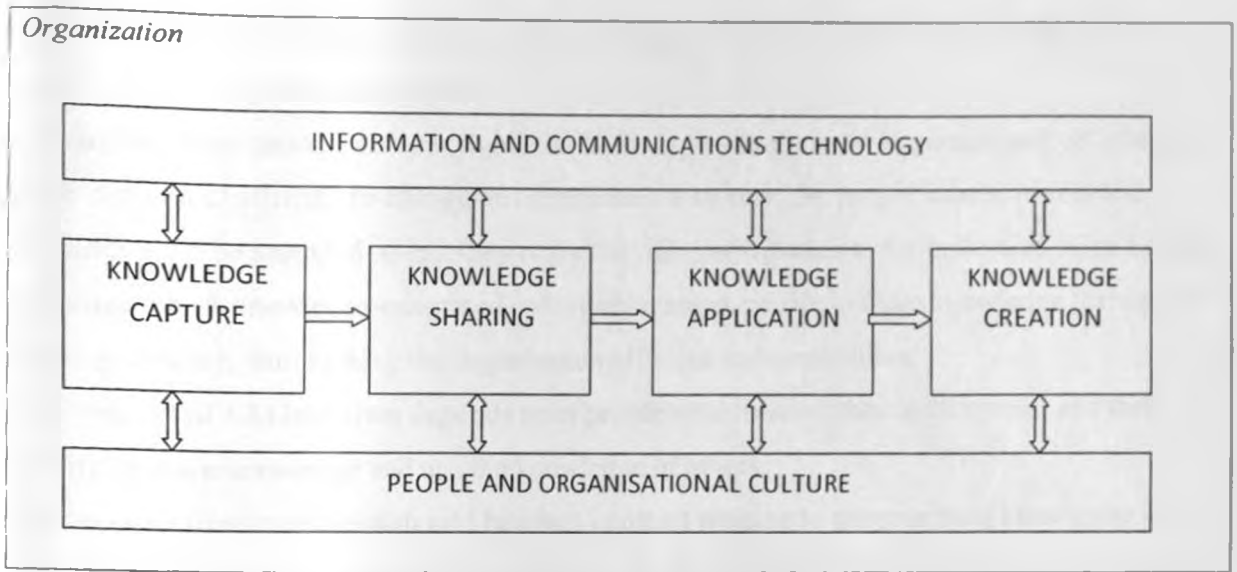 Organization
INFORMATION AND COMMUNICATIONS TECHNOLOGY
KNOWLEDGE
CAPTURE
KNOWLEDGE
SHARING
KNOWLEDGE
APPLICATION
KNOWLEDGE
CREATION
PEOPLE AND ORGANISATIONAL CULTURE